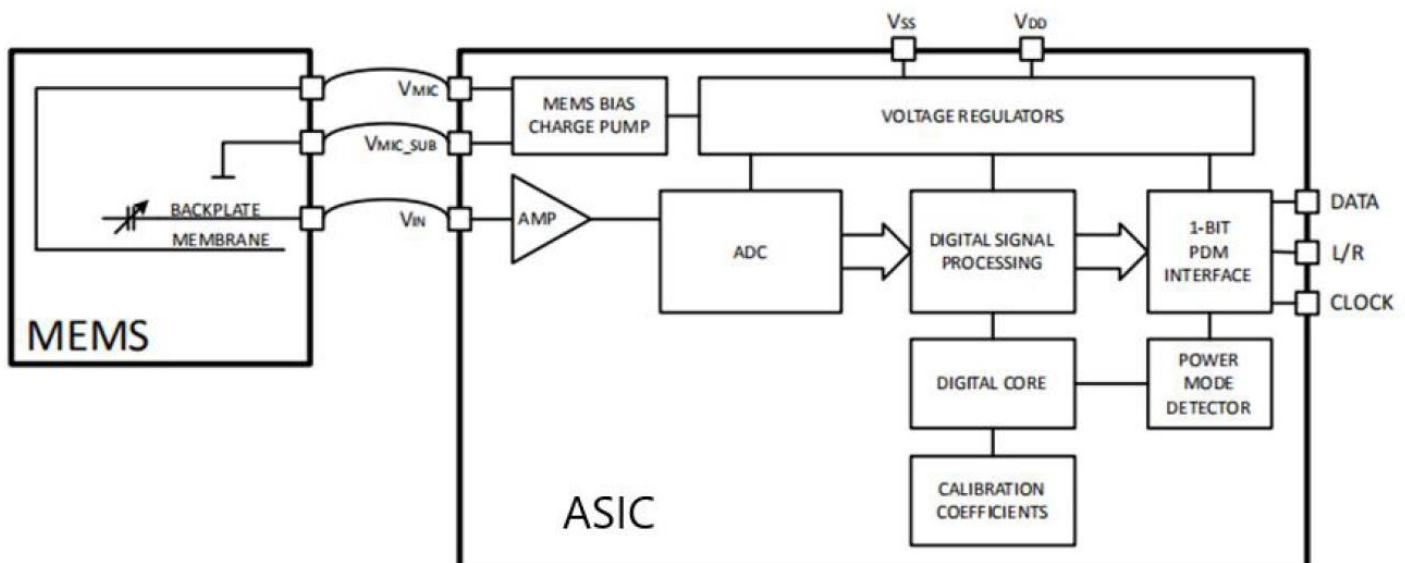 VSS
VDD
VMIC
MEMS BIAS
CHARGE PUMP
VOLTAGE REGULATORS
VMIC_SUB
BACKPLATE
VIN
AMP
MEMBRANE
ADC
DIGITAL SIGNAL
PROCESSING
1-BIT
PDM
INTERFACE
DATA
L/R
CLOCK
MEMS
DIGITAL CORE
POWER
MODE
DETECTOR
CALIBRATION
COEFFICIENTS
ASIC